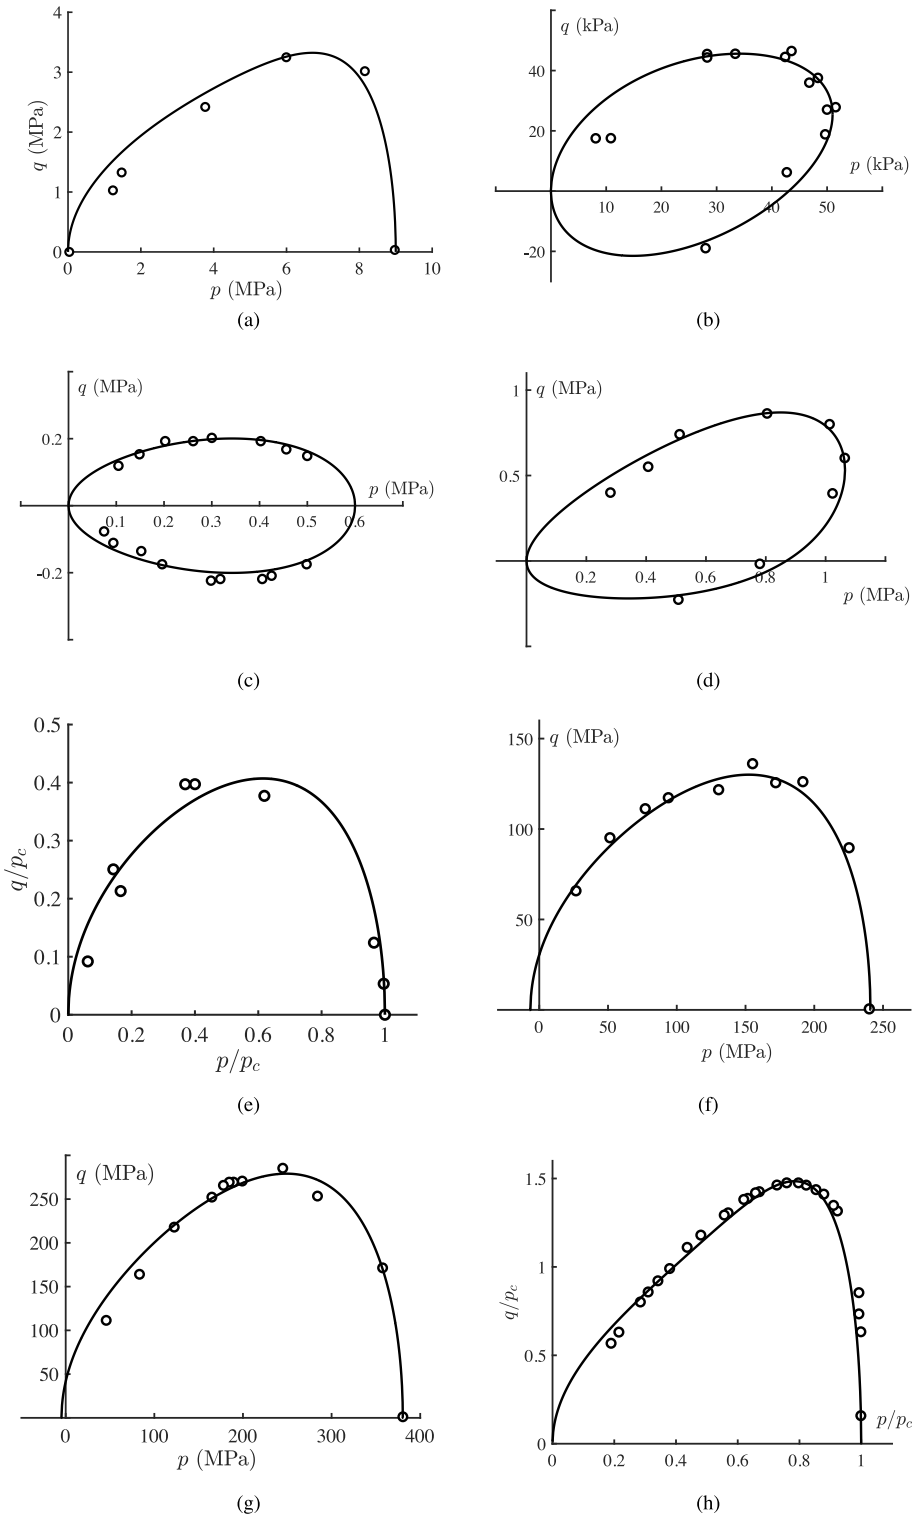 4
3
2
1
0
q (MPa)
0 2 4 6 8 10
p (MPa)
(a)
q (kPa)
40
20
-20
10 20 30 40 50
p (kPa)
(b)
q (MPa)
0.2
-0.2
p (MPa)
0.1 0.2 0.3 0.4 0.5 0.6
(c)
1
q (MPa)
0.5
0.2 0.4 0.6 0.8 1
p (MPa)
(d)
0.5
0.4
0.3
0.2
0.1
0
q/p_c
0 0.2 0.4 0.6 0.8 1
p/p_c
(e)
150
q (MPa)
100
50
0 50 100 150 200 250
p (MPa)
(f)
q (MPa)
250
200
150
100
50
0 100 200 300 400
p (MPa)
(g)
1.5
1
0.5
0
q/p_c
p/p_c
0 0.2 0.4 0.6 0.8 1
(h)